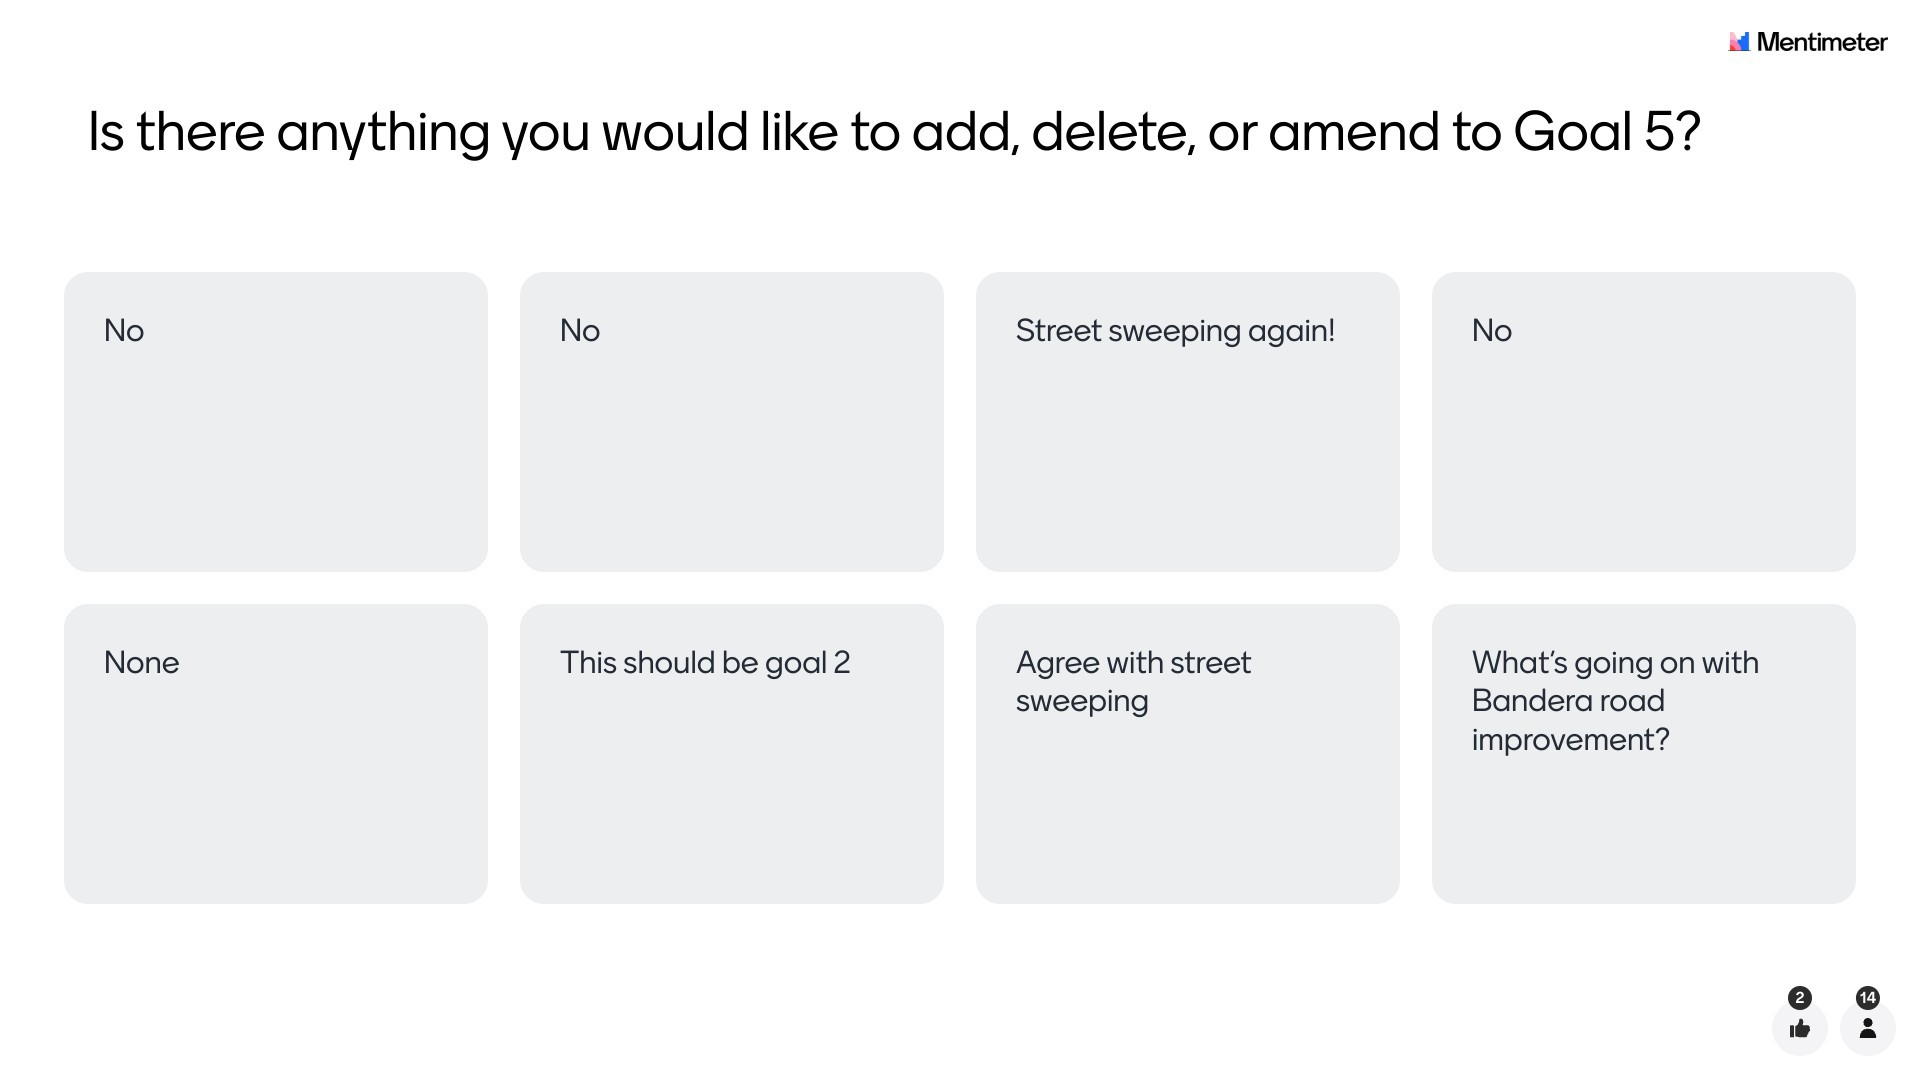 Mentimeter
Is there anything you would like to add, delete, or amend to Goal 5?
No
No
Street sweeping again!
No
None
This should be goal 2
Agree with street
sweeping
What's going on with
Bandera road
improvement?
2
14